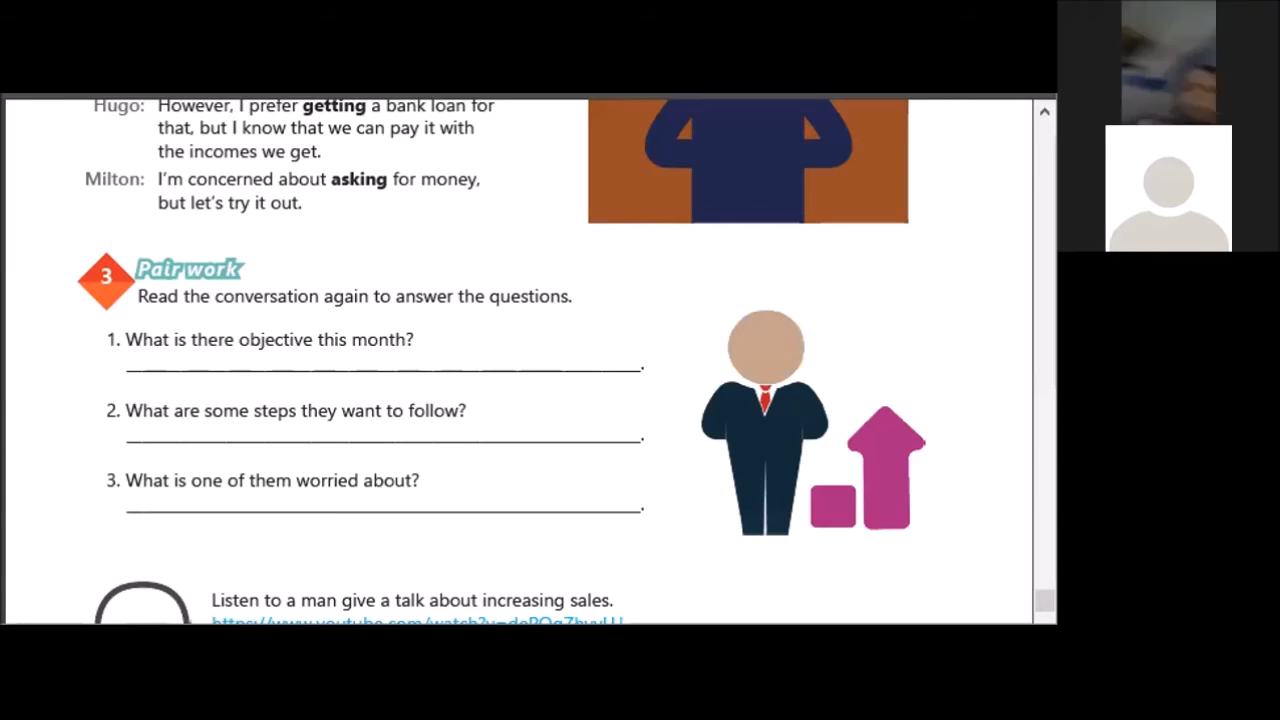 Hugo: However, I prefer getting a bank loan for
that, but I know that we can pay it with
the incomes we get.
Milton: I'm concerned about asking for money,
but let's try it out.
3 Pair work
Read the conversation again to answer the questions.
1. What is there objective this month?
2. What are some steps they want to follow?
3. What is one of them worried about?
Listen to a man give a talk about increasing sales.